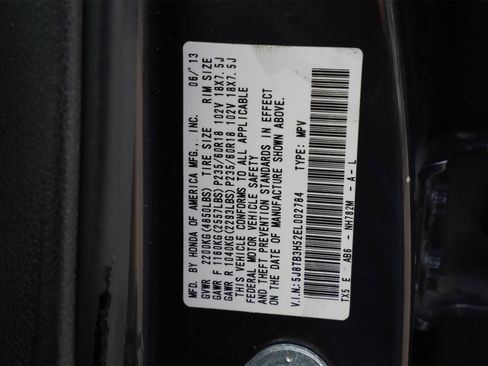 MFD. BY HONDA OF AMERICA MFG., INC. 06/'13
GVWR 2200KG(4850LBS) TIRE SIZE RIM SIZE
GAWR F 1160KG(2557LBS) P235/60R18 102V 18X7.5J
GAWR R 1040KG(2293LBS) P235/60R18 102V 18X7.5J
THIS VEHICLE CONFORMS TO ALL APPLICABLE
FEDERAL MOTOR VEHICLE SAFETY
AND THEFT PREVENTION STANDARDS IN EFFECT
ON THE DATE OF MANUFACTURE SHOWN ABOVE.
V.I.N.:5J8TB3H52EL002784 TYPE: MPV
TX5 E AB6 - NH782M - A - L